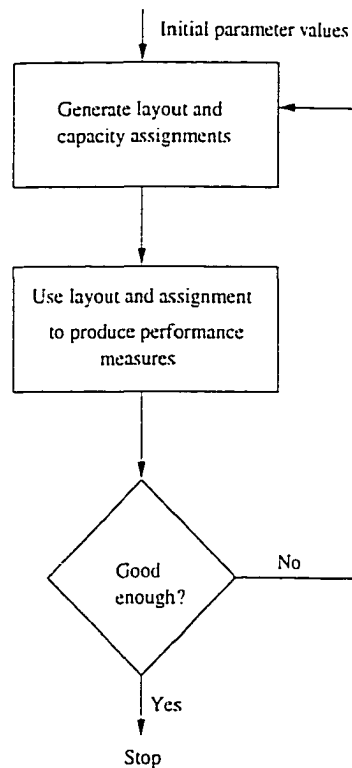 Initial parameter values
Generate layout and
capacity assignments
Use layout and assignment
to produce performance
measures
Good
enough?
No
Yes
Stop